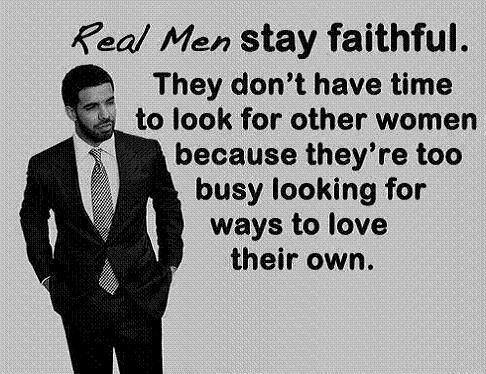 Real Men stay faithful.
They don't have time
to look for other women
because they're too
busy looking for
ways to love
their own.